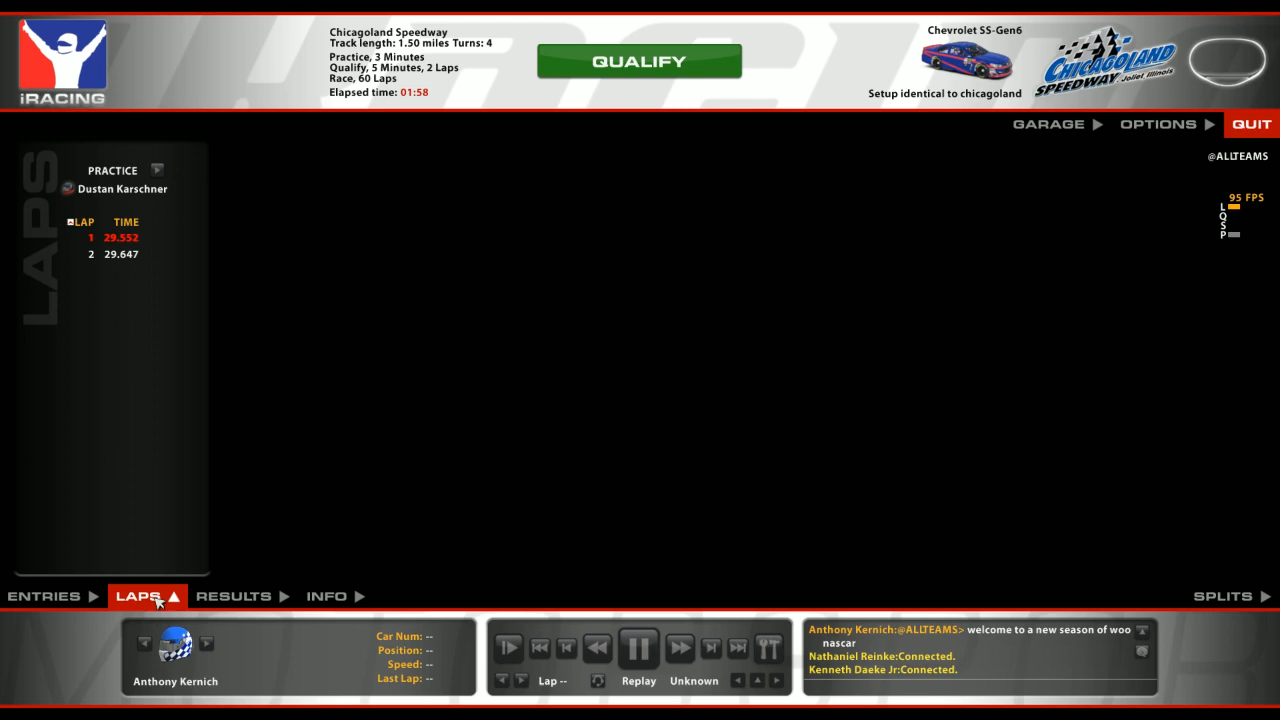 iRACING
Chicagoland Speedway
Track length: 1.50 miles Turns: 4
Practice, 3 Minutes
Qualify, 5 Minutes, 2 Laps
Race, 60 Laps
Elapsed time: 01:58
QUALIFY
Chevrolet SS-Gen6
Setup identical to chicagoland
CHICAGOLAND
SPEEDWAY Joliet, Illinois
GARAGE OPTIONS QUIT
@ALLTEAMS
95 FPS
L
Q
S
P
LAPS
PRACTICE
Dustan Karschner
LAP TIME
1 29.552
2 29.647
ENTRIES LAPS RESULTS INFO SPLITS
Anthony Kernich
Car Num: --
Position: --
Speed: --
Last Lap: --
Lap -- Replay Unknown
Anthony Kernich:@ALLTEAMS> welcome to a new season of woo
nascar
Nathaniel Reinke:Connected.
Kenneth Daeke Jr:Connected.